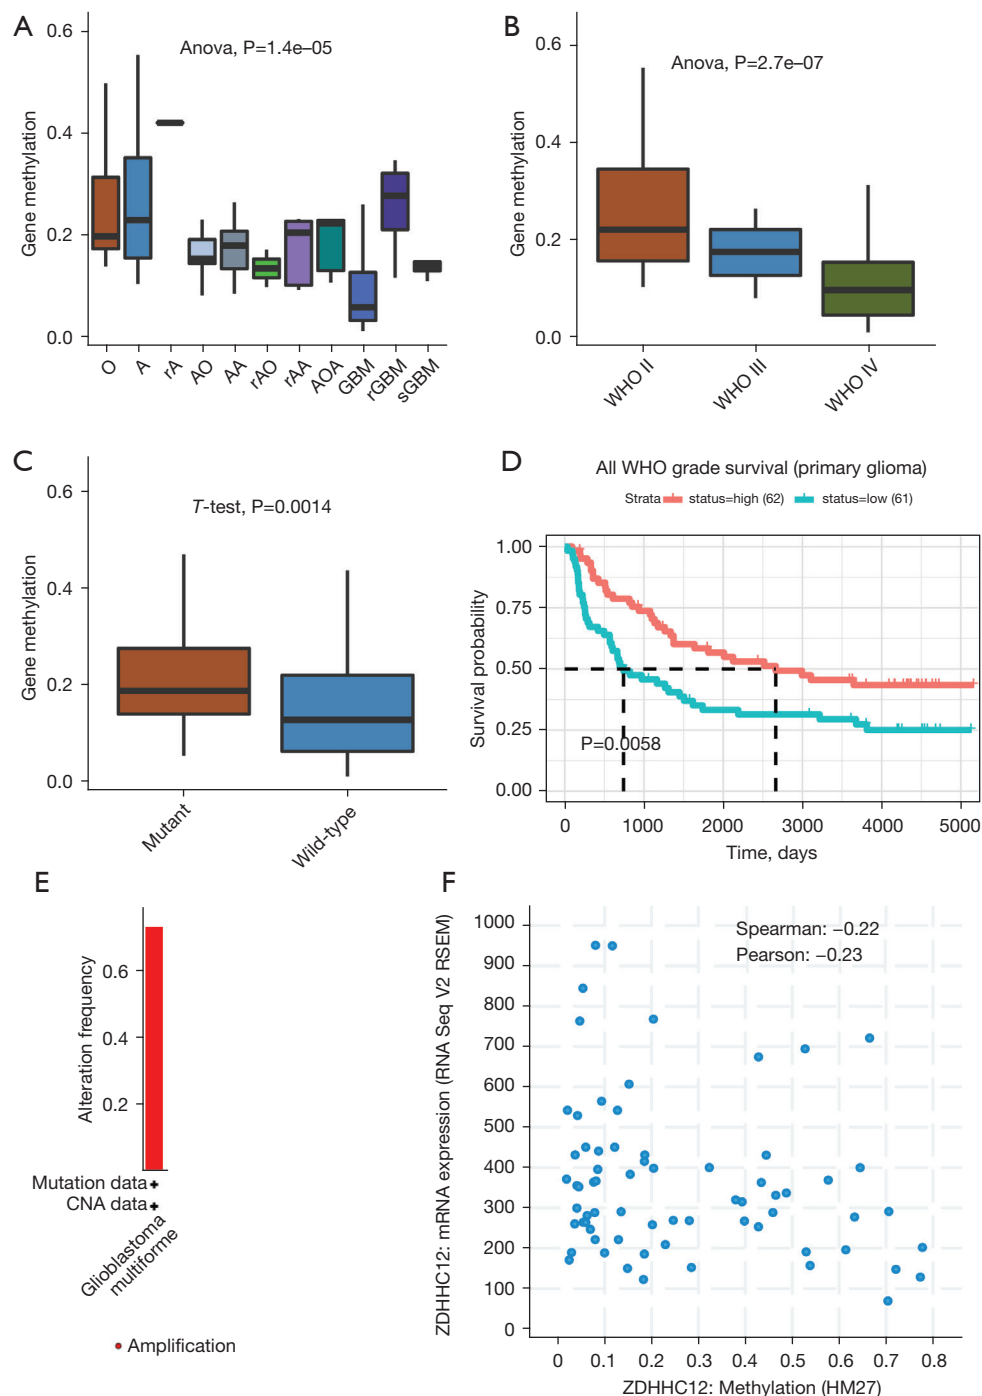 A
Anova, P=1.4e–05
Gene methylation
0.6
0.4
0.2
0.0
O
A
rA
AO
AA
rAO
rAA
AOA
GBM
rGBM
sGBM
B
Anova, P=2.7e–07
Gene methylation
0.6
0.4
0.2
0.0
WHO II
WHO III
WHO IV
C
T-test, P=0.0014
Gene methylation
0.6
0.4
0.2
0.0
Mutant
Wild-type
D
All WHO grade survival (primary glioma)
Strata status=high (62) status=low (61)
Survival probability
1.00
0.75
0.50
0.25
0.00
P=0.0058
0 1000 2000 3000 4000 5000
Time, days
E
Alteration frequency
0.6
0.4
0.2
Mutation data +
CNA data +
Glioblastoma
multiforme
Amplification
F
Spearman: –0.22
Pearson: –0.23
ZDHHC12: mRNA expression (RNA Seq V2 RSEM)
1000
900
800
700
600
500
400
300
200
100
0
0 0.1 0.2 0.3 0.4 0.5 0.6 0.7 0.8
ZDHHC12: Methylation (HM27)